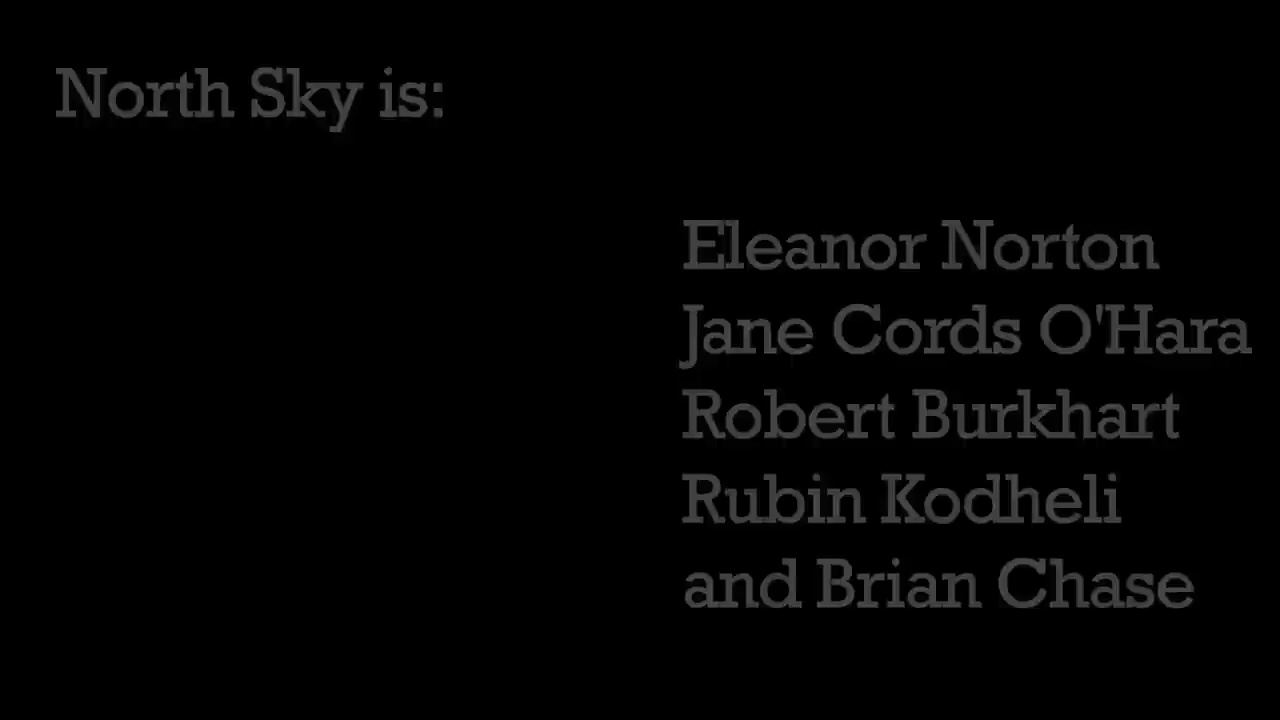 North Sky is:
Eleanor Norton
Jane Cords O'Hara
Robert Burkhart
Rubin Kodheli
and Brian Chase